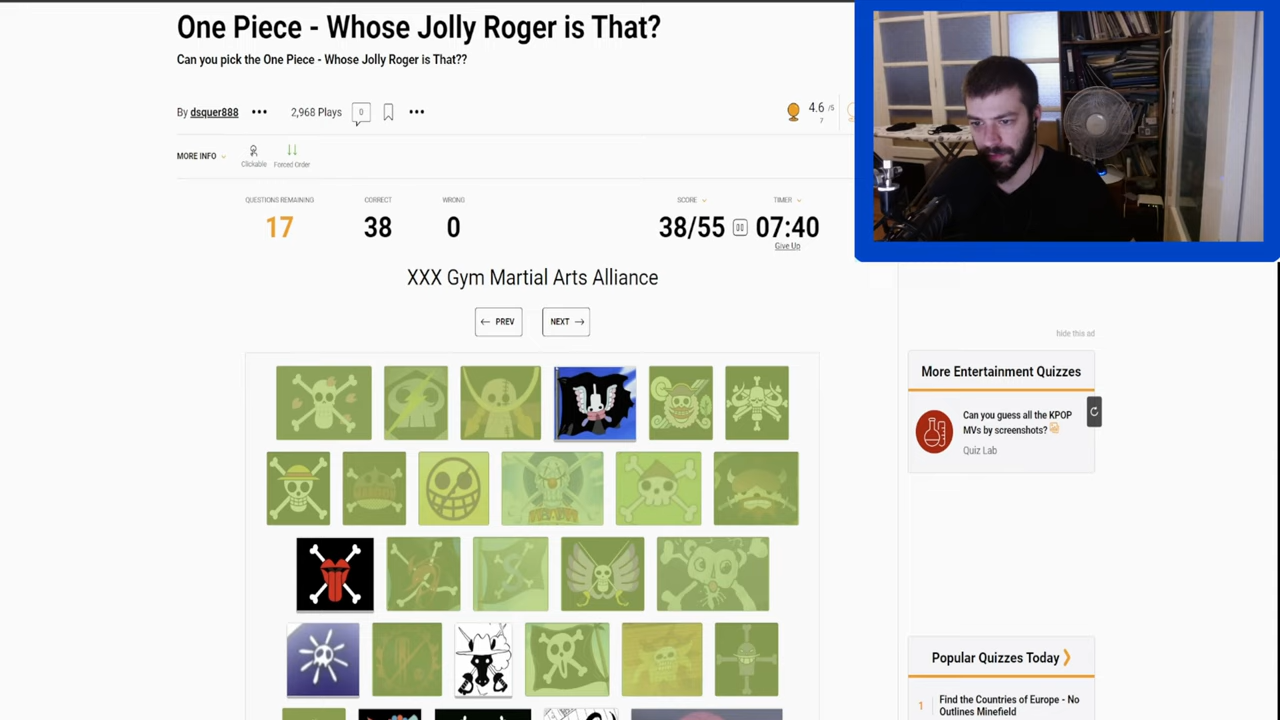 One Piece - Whose Jolly Roger is That?
Can you pick the One Piece - Whose Jolly Roger is That??
By dsquer888 ••• 2,968 Plays 0 •••
4.6 /5
7
MORE INFO
Clickable
Forced Order
QUESTIONS REMAINING
17
CORRECT
38
WRONG
0
SCORE
38/55
TIMER
07:40
Give Up
XXX Gym Martial Arts Alliance
← PREV
NEXT →
hide this ad
More Entertainment Quizzes
Can you guess all the KPOP
MVs by screenshots?
Quiz Lab
Popular Quizzes Today ❯
1 Find the Countries of Europe - No
Outlines Minefield